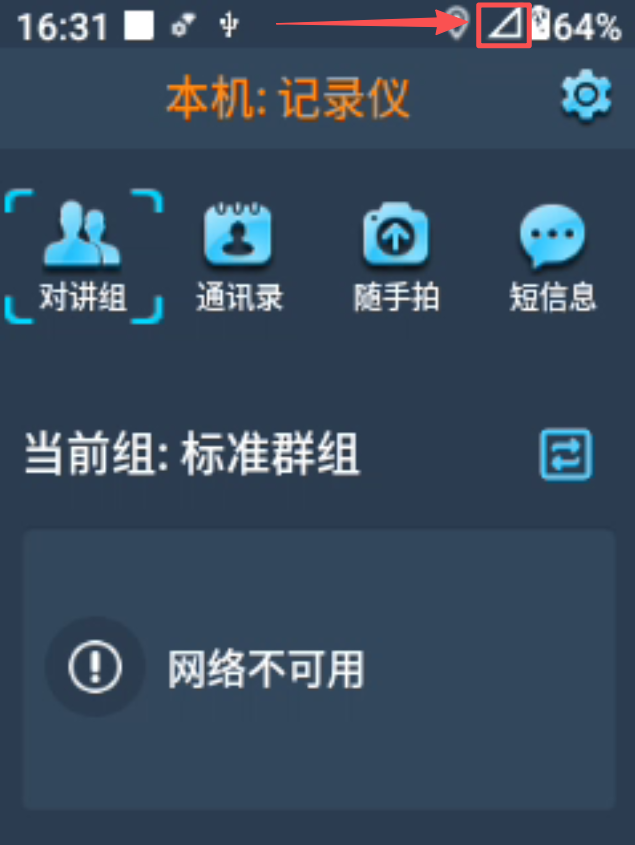 16:31 64%
本机: 记录仪
对讲组 通讯录 随手拍 短信息
当前组: 标准群组
网络不可用